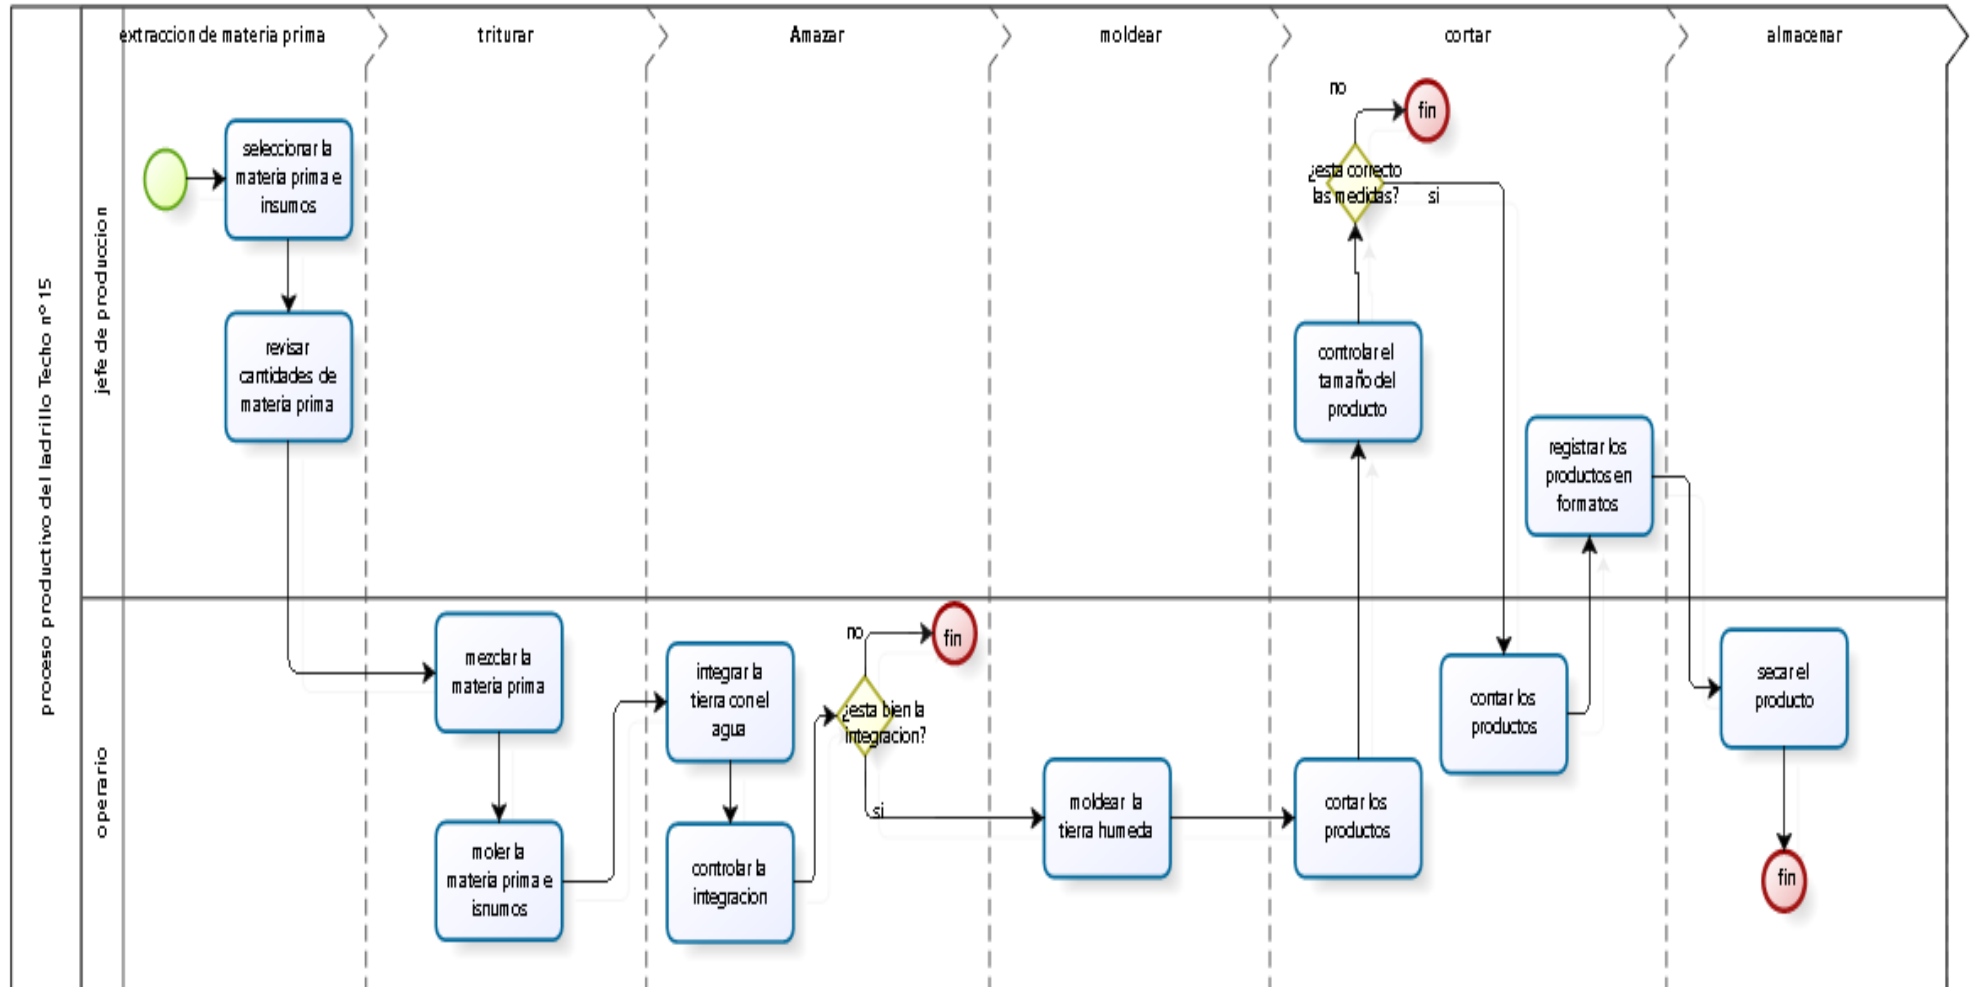 extraccion de materia prima
triturar
Amazar
moldear
cortar
almacenar
proceso productivo del ladrillo Techo nº 15
jefe de produccion
operario
seleccionar la
materia prima e
insumos
revisar
cantidades de
materia prima
mezclar la
materia prima
moler la
materia prima e
isnumos
integrar la
tierra con el
agua
controlar la
integracion
¿esta bien la
integracion?
no
fin
si
moldear la
tierra humeda
cortar los
productos
controlar el
tamaño del
producto
¿esta correcto
las medidas?
no
fin
si
contar los
productos
registrar los
productos en
formatos
secar el
producto
fin